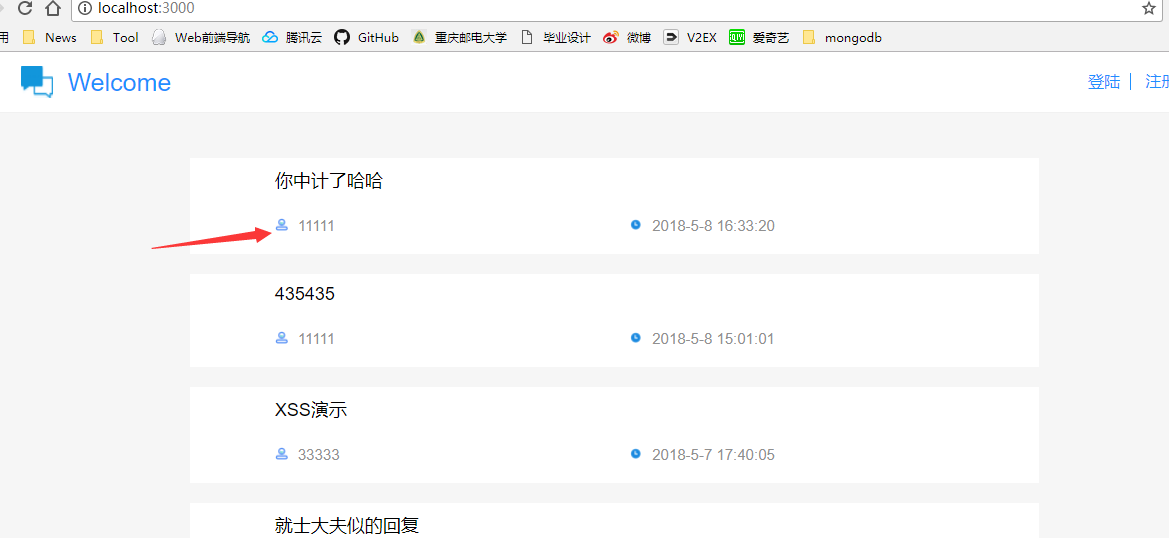 localhost:3000
用 News Tool Web前端导航 腾讯云 GitHub 重庆邮电大学 毕业设计 微博 V2EX 爱奇艺 mongodb
Welcome 登陆 注册
你中计了哈哈
11111 2018-5-8 16:33:20
435435
11111 2018-5-8 15:01:01
XSS演示
33333 2018-5-7 17:40:05
就士大夫似的回复